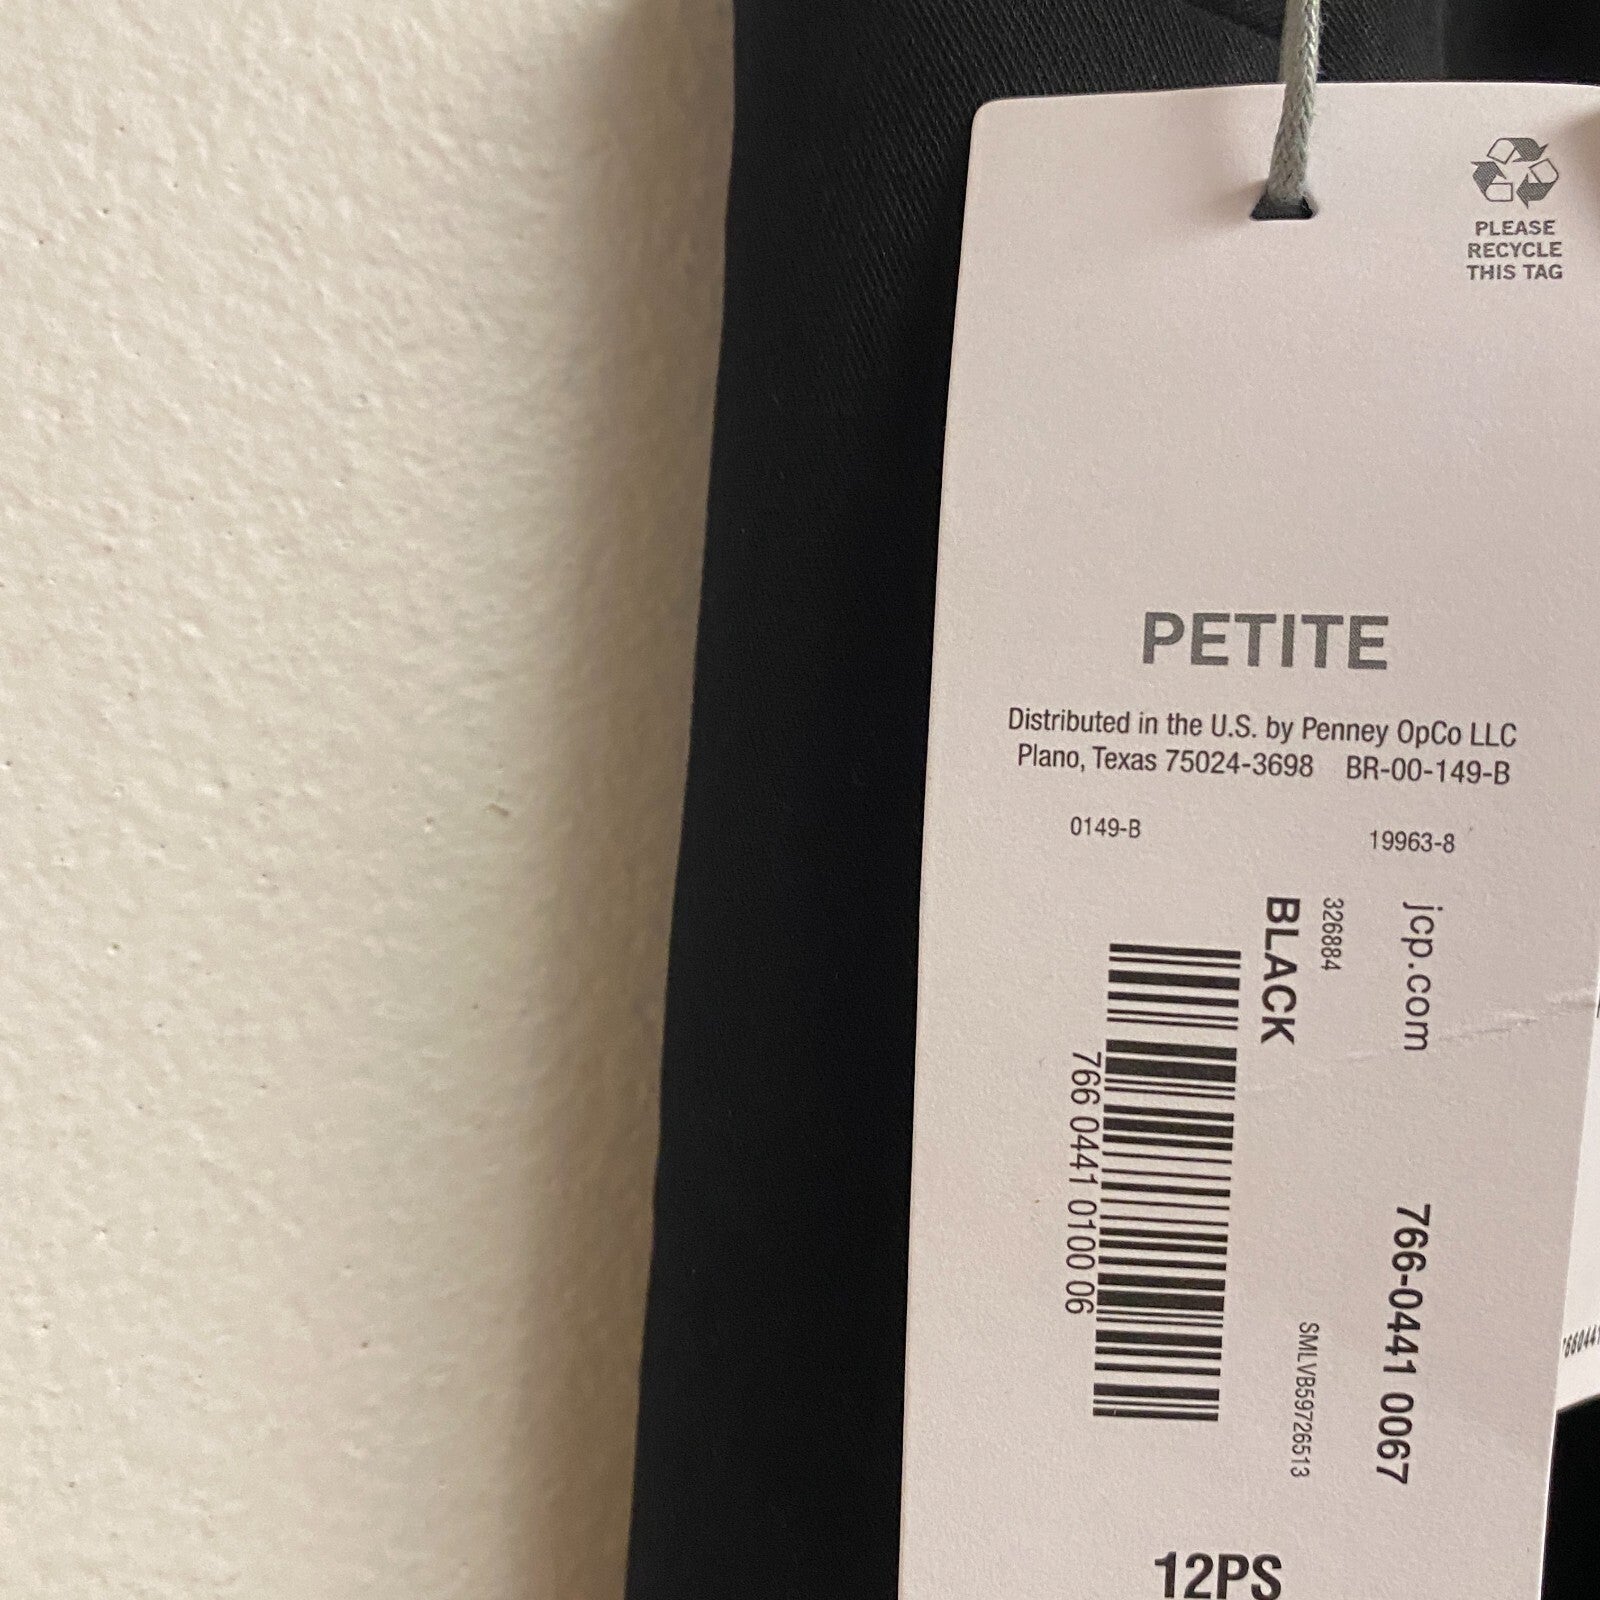 PLEASE
RECYCLE
THIS TAG
PETITE
Distributed in the U.S. by Penney OpCo LLC
Plano, Texas 75024-3698 BR-00-149-B
0149-B 19963-8
jcp.com 766-0441 0067
326884 SMLVB59726513
BLACK
766 0441 0100 06
12PS